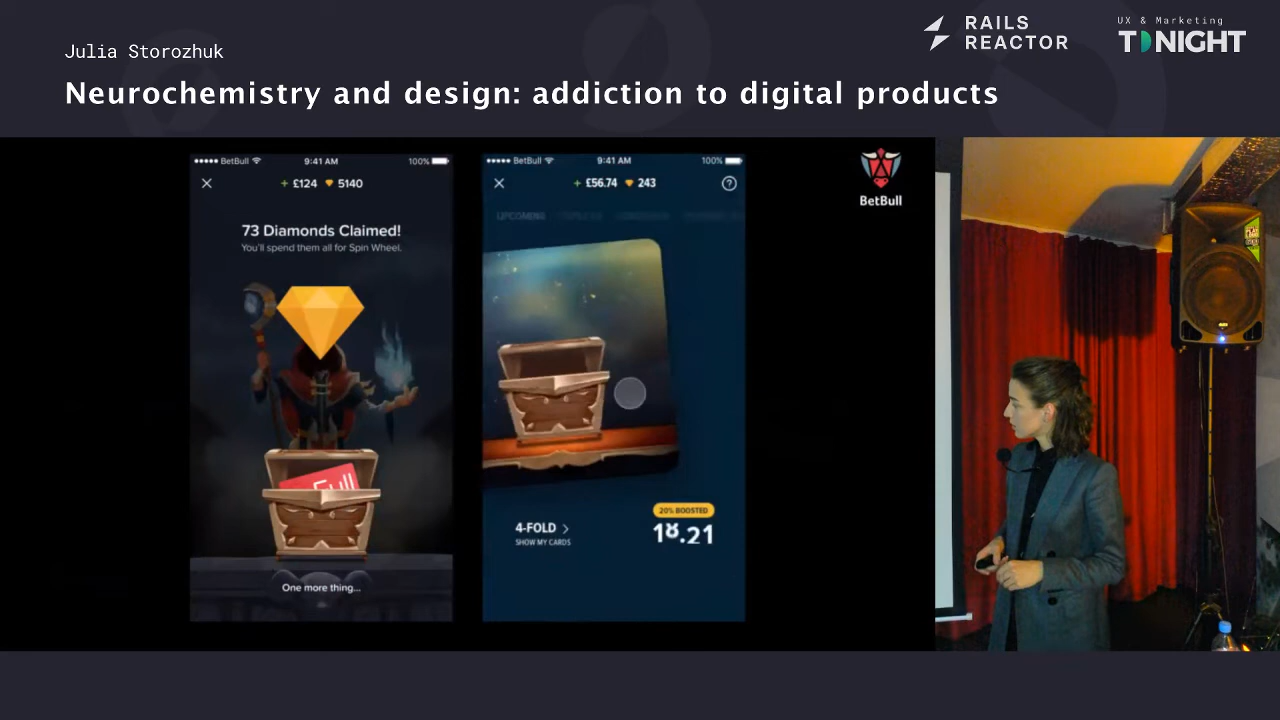 Julia Storozhuk
Neurochemistry and design: addiction to digital products
RAILS
REACTOR
UX & Marketing
TONIGHT
BetBull
9:41 AM
100%
+ £124
5140
73 Diamonds Claimed!
You'll spend them all for Spin Wheel.
One more thing...
BetBull
9:41 AM
100%
+ £56.74
243
?
UPCOMING
20% BOOSTED
4-FOLD >
SHOW MY CARDS
BetBull